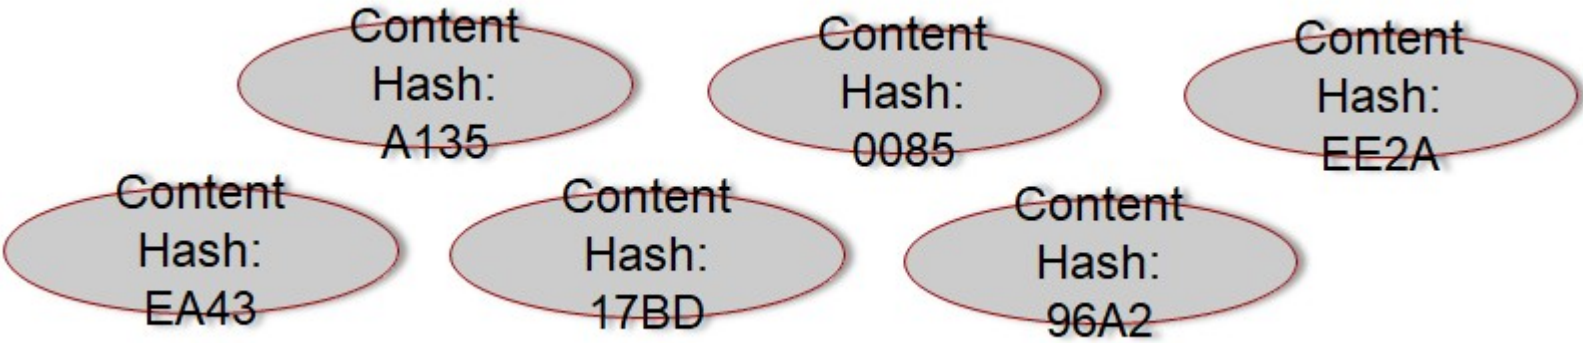 Content
Hash:
A135
Content
Hash:
0085
Content
Hash:
EE2A
Content
Hash:
EA43
Content
Hash:
17BD
Content
Hash:
96A2